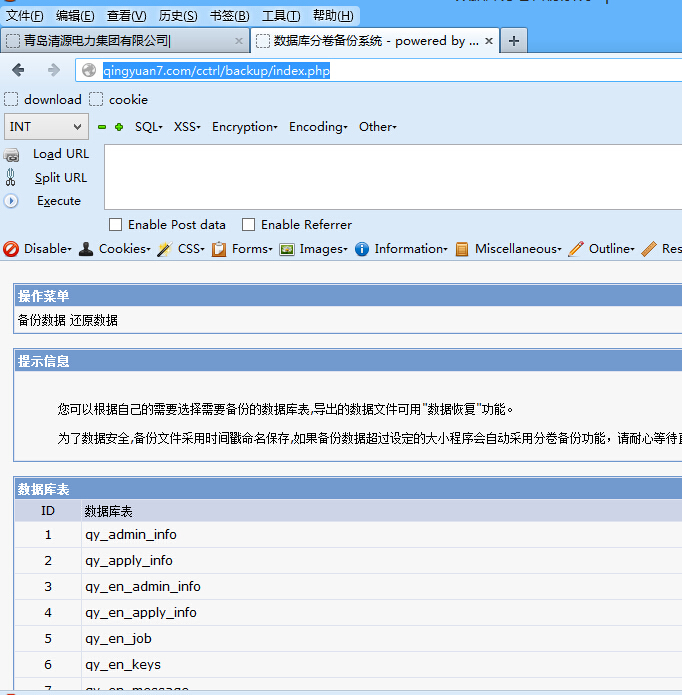 文件(F) 编辑(E) 查看(V) 历史(S) 书签(B) 工具(T) 帮助(H)
青岛清源电力集团有限公司| × 数据库分卷备份系统 - powered by ... × +
qingyuan7.com/cctrl/backup/index.php
download cookie
INT SQL XSS Encryption Encoding Other
Load URL
Split URL
Execute
Enable Post data Enable Referrer
Disable Cookies CSS Forms Images Information Miscellaneous Outline Res
操作菜单
备份数据 还原数据
提示信息
您可以根据自己的需要选择需要备份的数据库表,导出的数据文件可用"数据恢复"功能。
为了数据安全,备份文件采用时间戳命名保存,如果备份数据超过设定的大小程序会自动采用分卷备份功能，请耐心等待
数据库表
ID 数据库表
1 qy_admin_info
2 qy_apply_info
3 qy_en_admin_info
4 qy_en_apply_info
5 qy_en_job
6 qy_en_keys
7 qy_en_message